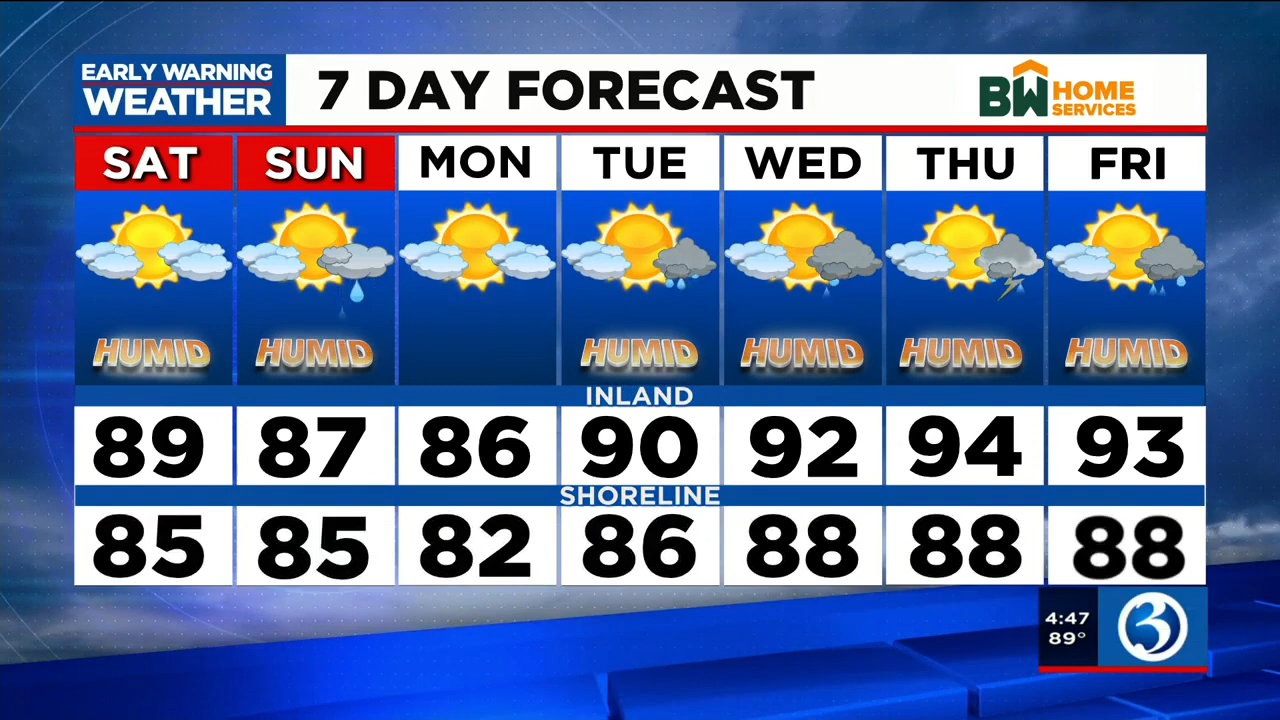 EARLY WARNING
WEATHER
7 DAY FORECAST
BW HOME
SERVICES
SAT SUN MON TUE WED THU FRI
HUMID HUMID HUMID HUMID HUMID HUMID
INLAND
89 87 86 90 92 94 93
SHORELINE
85 85 82 86 88 88 88
4:47
89°
3